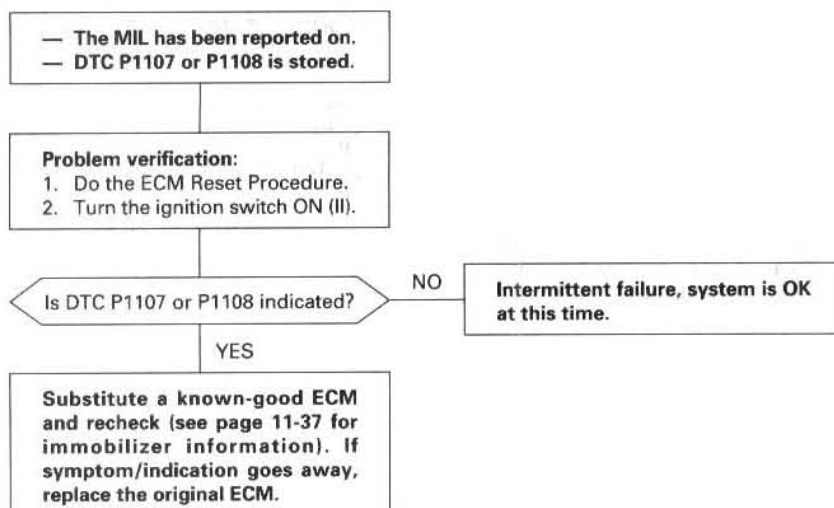 — The MIL has been reported on.
— DTC P1107 or P1108 is stored.
Problem verification:
1. Do the ECM Reset Procedure.
2. Turn the ignition switch ON (II).
Is DTC P1107 or P1108 indicated?
NO
Intermittent failure, system is OK
at this time.
YES
Substitute a known-good ECM
and recheck (see page 11-37 for
immobilizer information). If
symptom/indication goes away,
replace the original ECM.